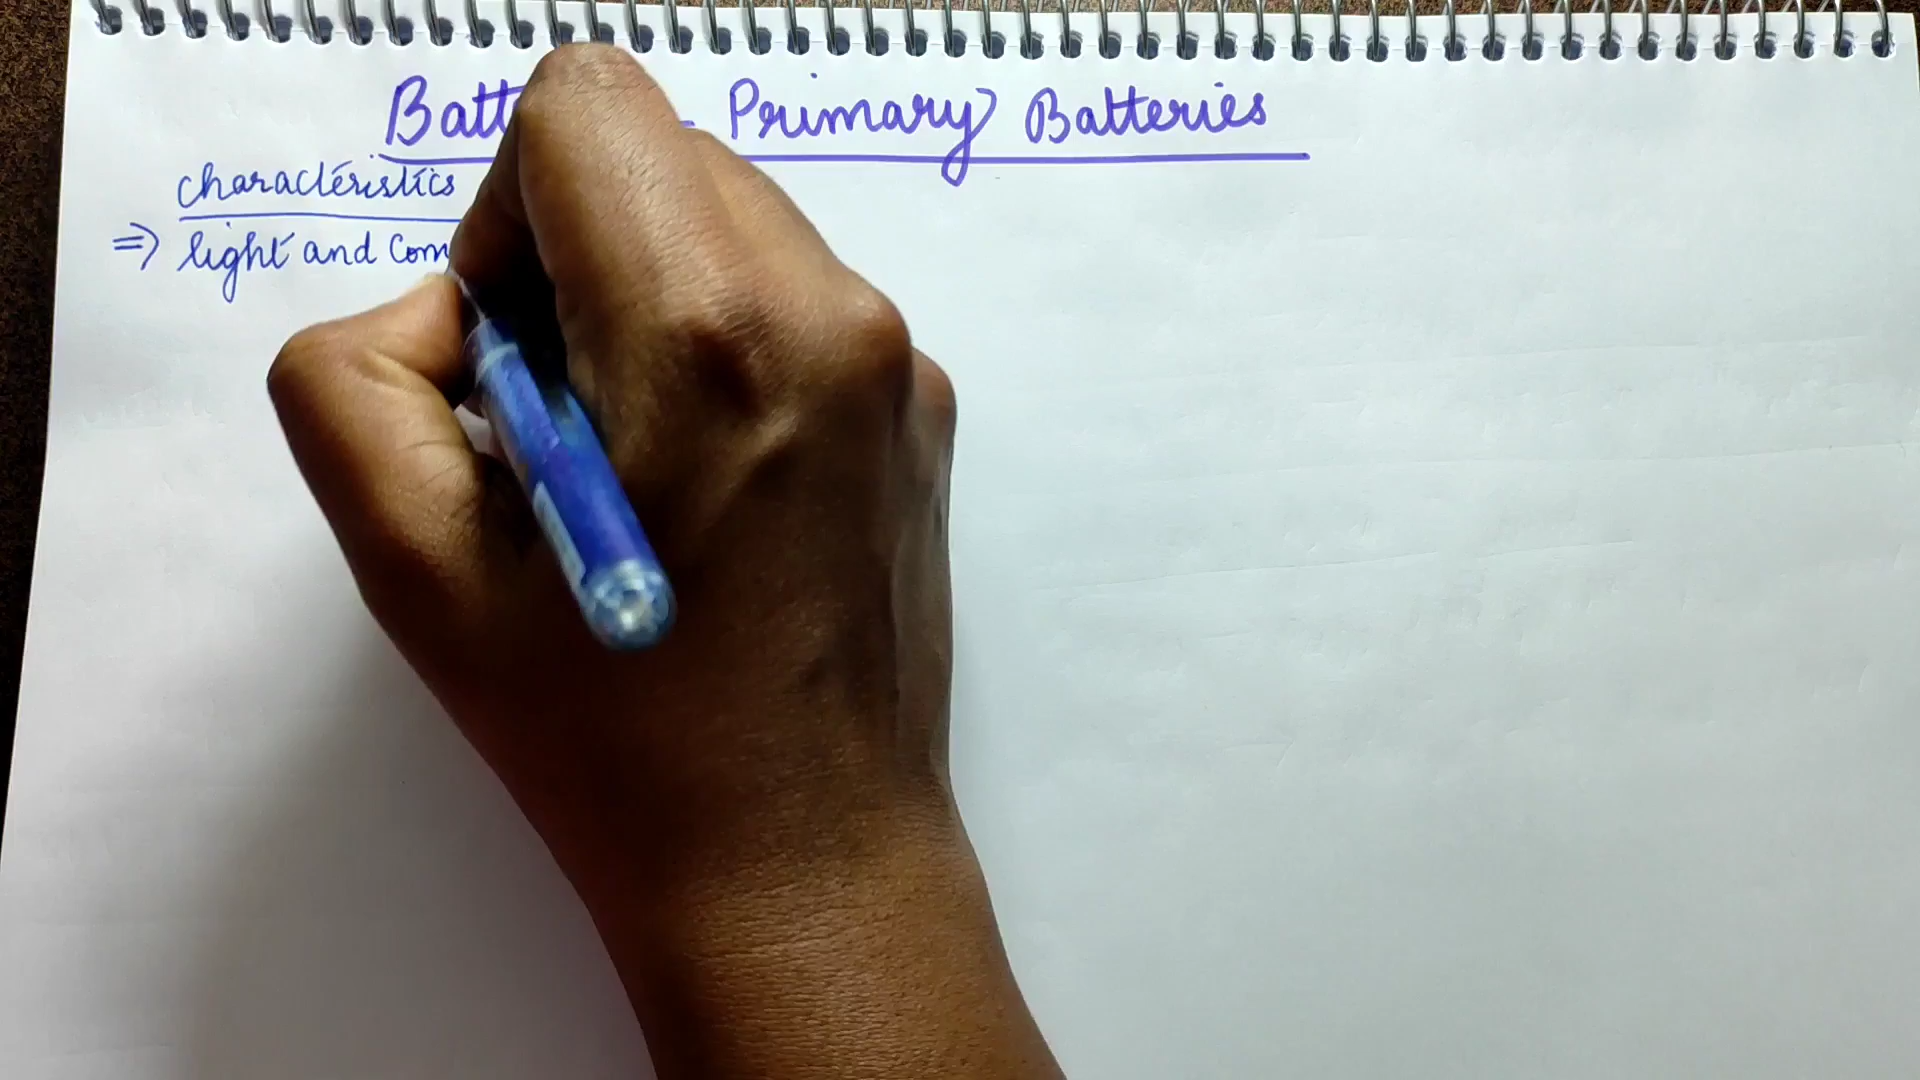 Batt - Primary Batteries
characteristics
⇒ light and com